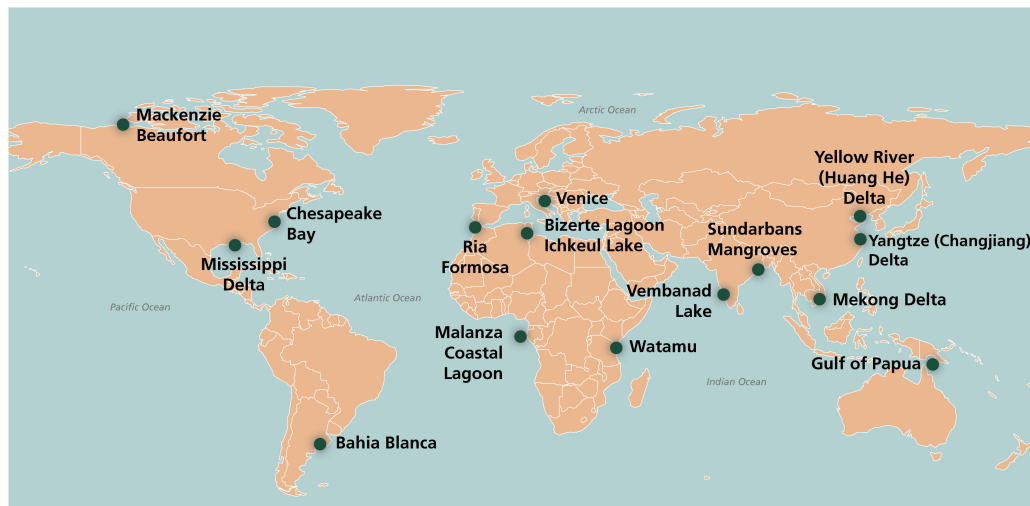 Arctic Ocean
Mackenzie
Beaufort
Yellow River
(Huang He)
Delta
Venice
Chesapeake
Bay
Bizerte Lagoon
Ichkeul Lake
Sundarbans
Mangroves
Ria
Formosa
Yangtze (Changjiang)
Delta
Mississippi
Delta
Vembanad
Lake
Mekong Delta
Pacific Ocean
Atlantic Ocean
Malanza
Coastal
Lagoon
Watamu
Gulf of Papua
Indian Ocean
Bahia Blanca